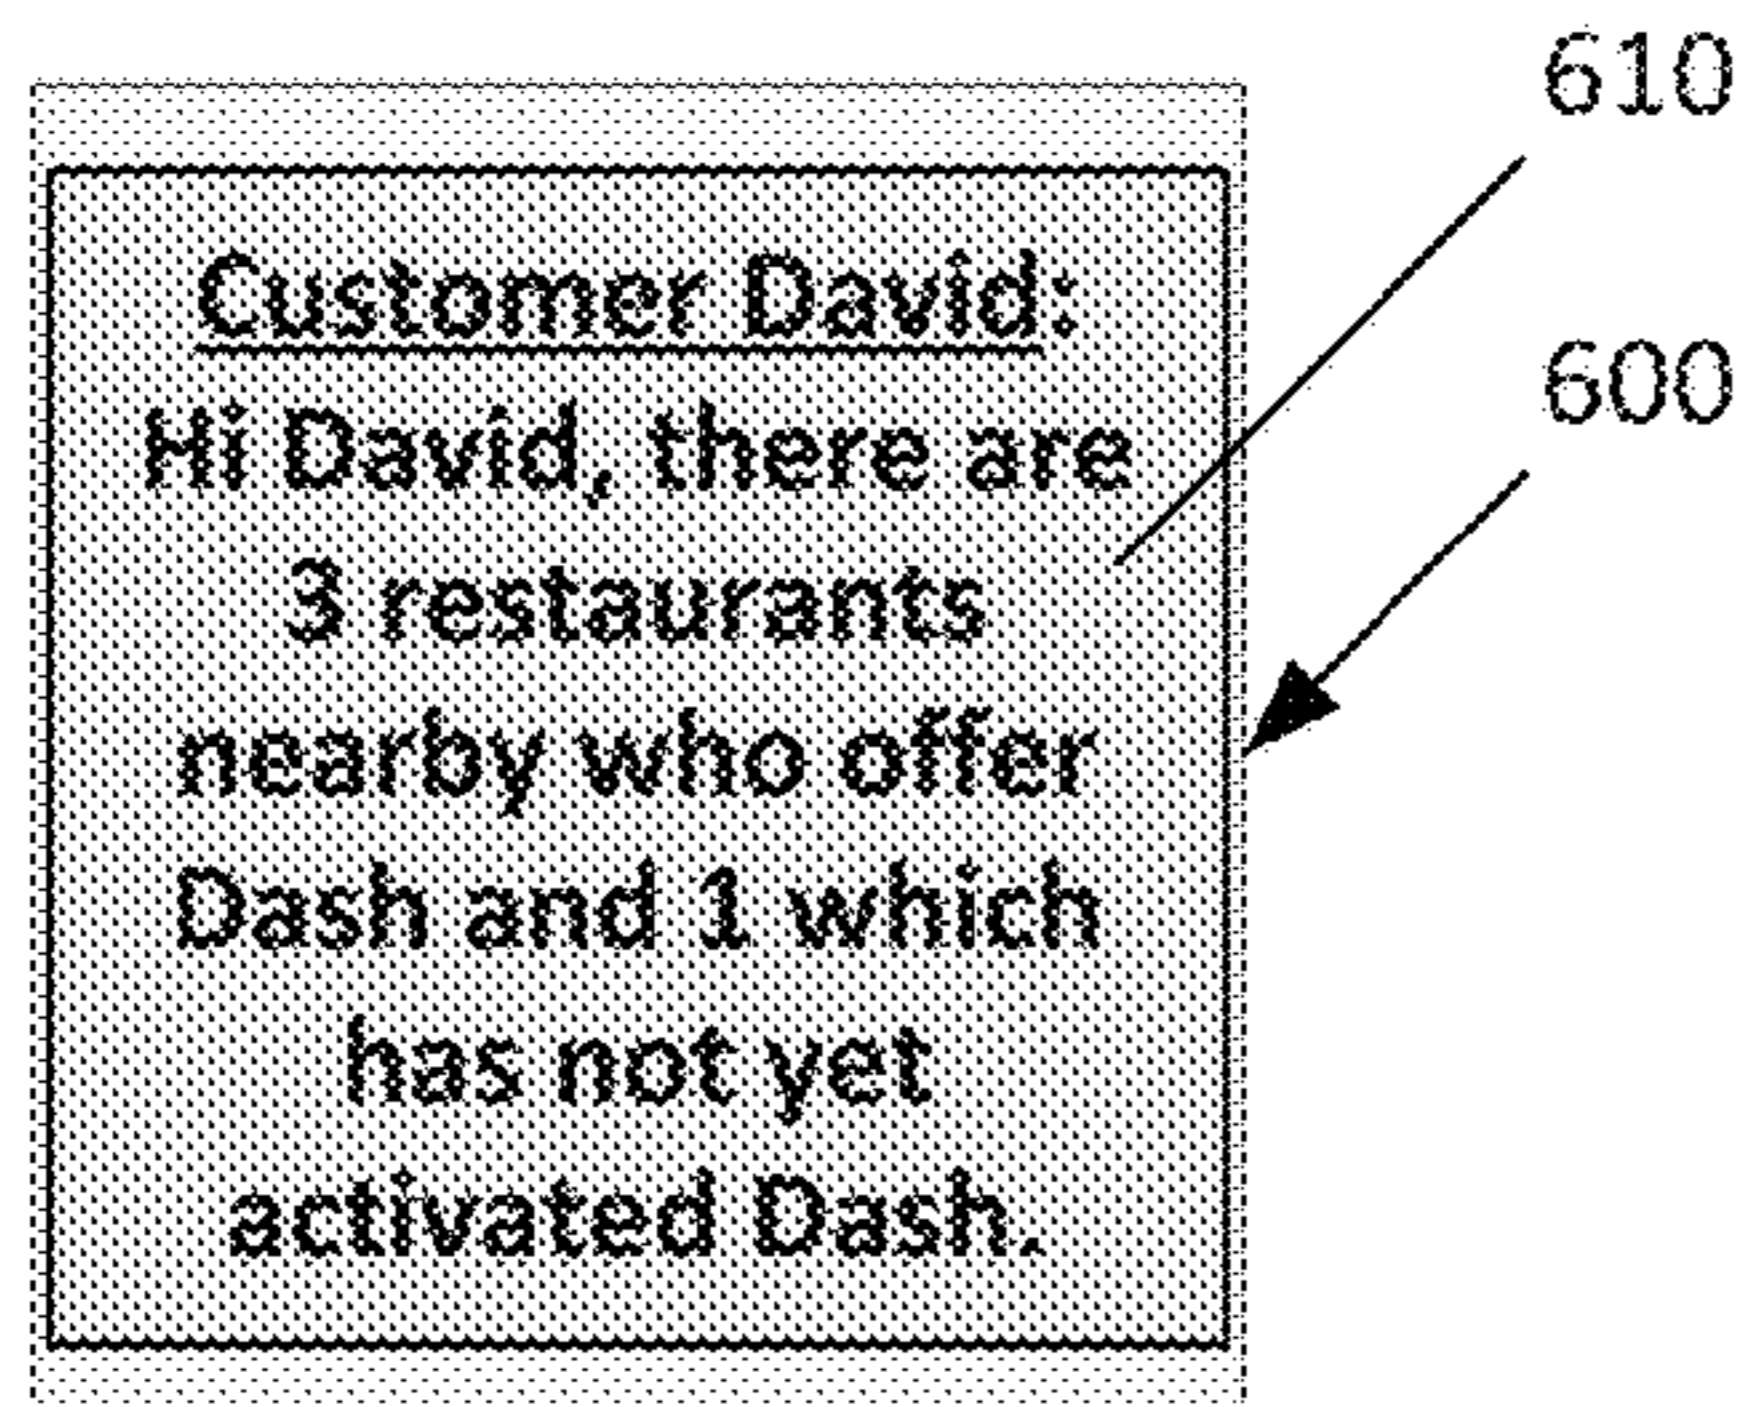 610
Customer David:
600
Hi David, there are
3 restaurants
nearby who offer
Dash and 1 which
has not yet
activated Dash.